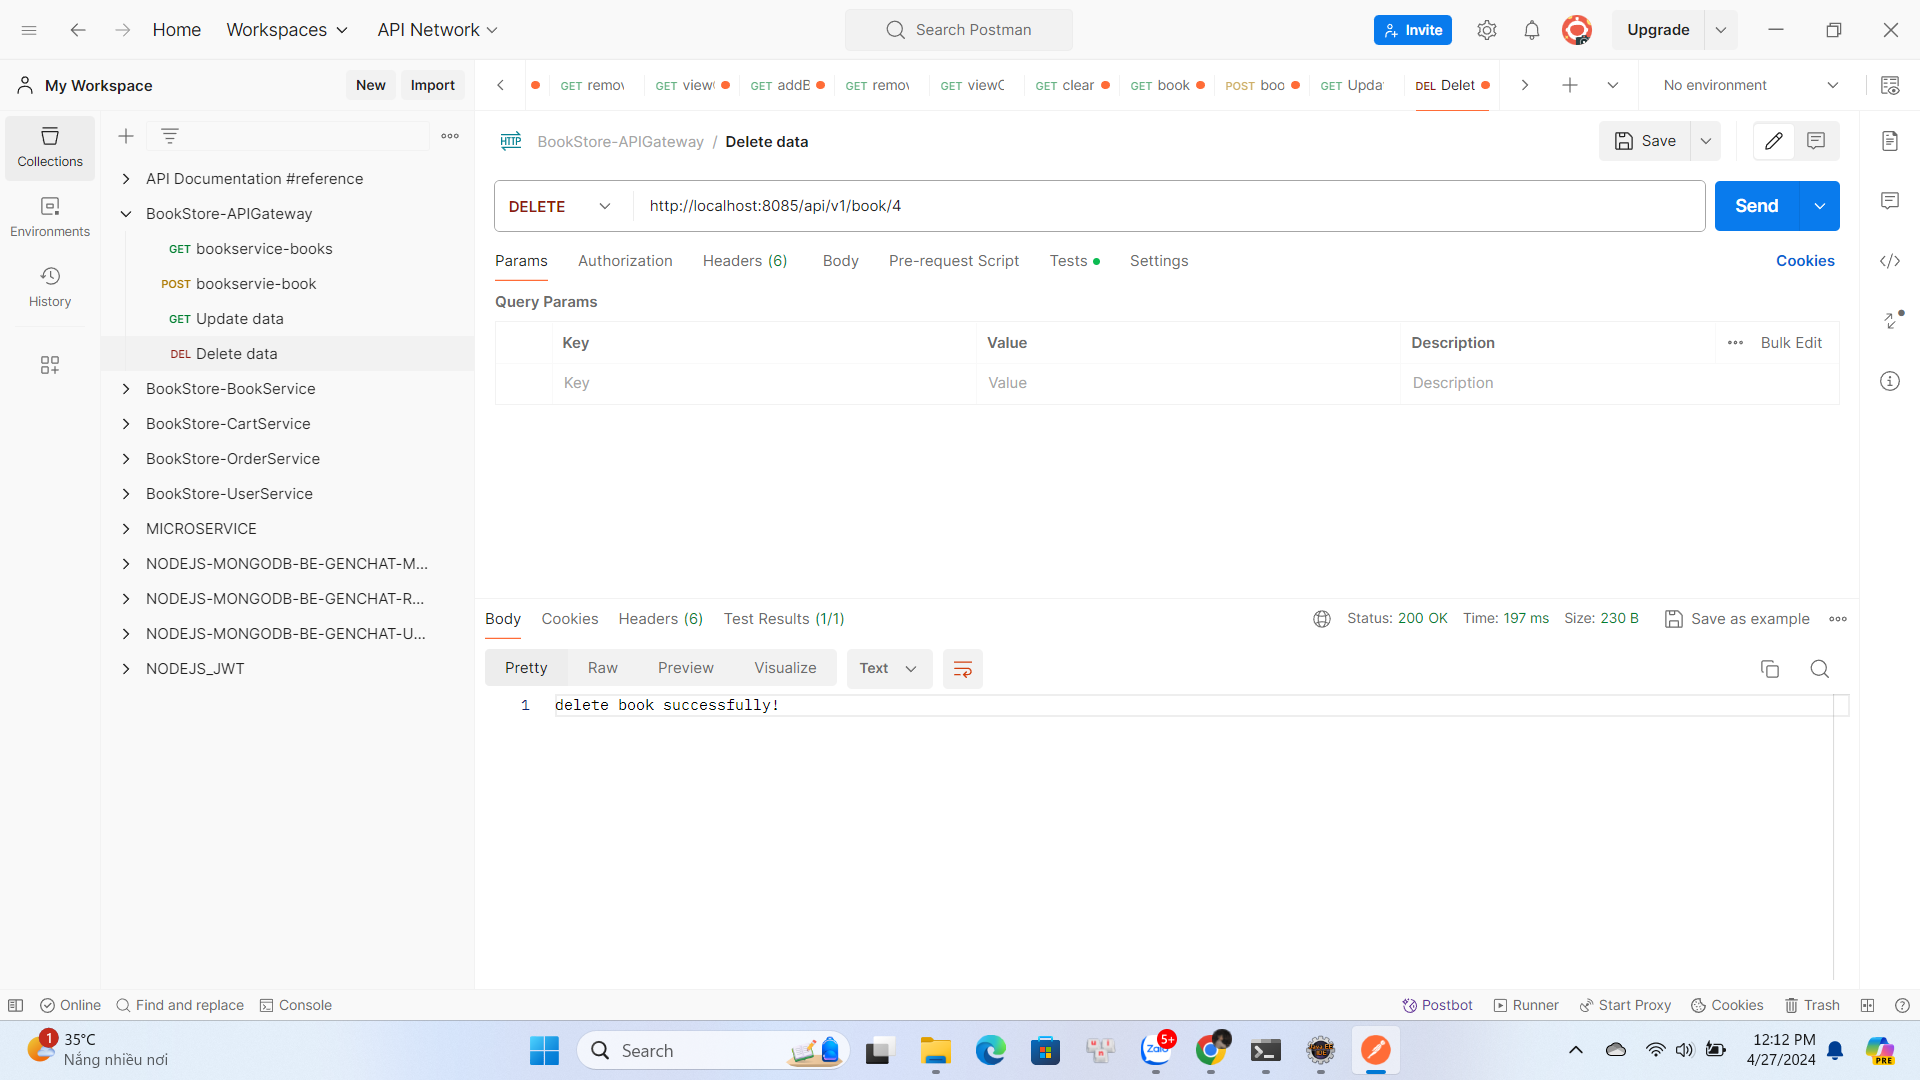 Home
Workspaces
API Network
Search Postman
Invite
Upgrade
My Workspace
New
Import
GET remov
GET view
GET addB
GET remov
GET viewC
GET clear
GET book
POST boo
GET Upda
DEL Delet
No environment
Collections
Environments
History
API Documentation #reference
BookStore-APIGateway
GET bookservice-books
POST bookservie-book
GET Update data
DEL Delete data
BookStore-BookService
BookStore-CartService
BookStore-OrderService
BookStore-UserService
MICROSERVICE
NODEJS-MONGODB-BE-GENCHAT-M...
NODEJS-MONGODB-BE-GENCHAT-R...
NODEJS-MONGODB-BE-GENCHAT-U...
NODEJS_JWT
HTTP BookStore-APIGateway / Delete data
Save
DELETE http://localhost:8085/api/v1/book/4
Send
Params Authorization Headers (6) Body Pre-request Script Tests Settings Cookies
Query Params
Key Value Description Bulk Edit
Key Value Description
Body Cookies Headers (6) Test Results (1/1)
Status: 200 OK Time: 197 ms Size: 230 B Save as example
Pretty Raw Preview Visualize Text
1 delete book successfully!
Online Find and replace Console
Postbot Runner Start Proxy Cookies Trash
1
35°C
Nắng nhiều nơi
Search
Zalo
5+
12:12 PM
4/27/2024
PRE